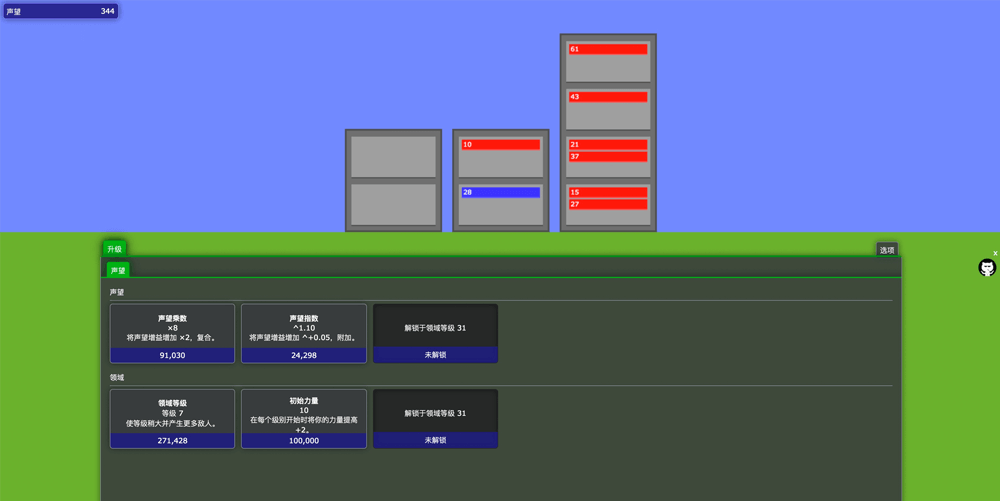 声望 344
61
43
10
21
37
28
15
27
升级
选项
x
声望
声望
声望乘数
×8
将声望增益增加 ×2，复合。
91,030
声望指数
^1.10
将声望增益增加 ^+0.05，附加。
24,298
解锁于领域等级 31
未解锁
领域
领域等级
等级 7
使等级稍大并产生更多敌人。
271,428
初始力量
10
在每个级别开始时将你的力量提高
+2。
100,000
解锁于领域等级 31
未解锁